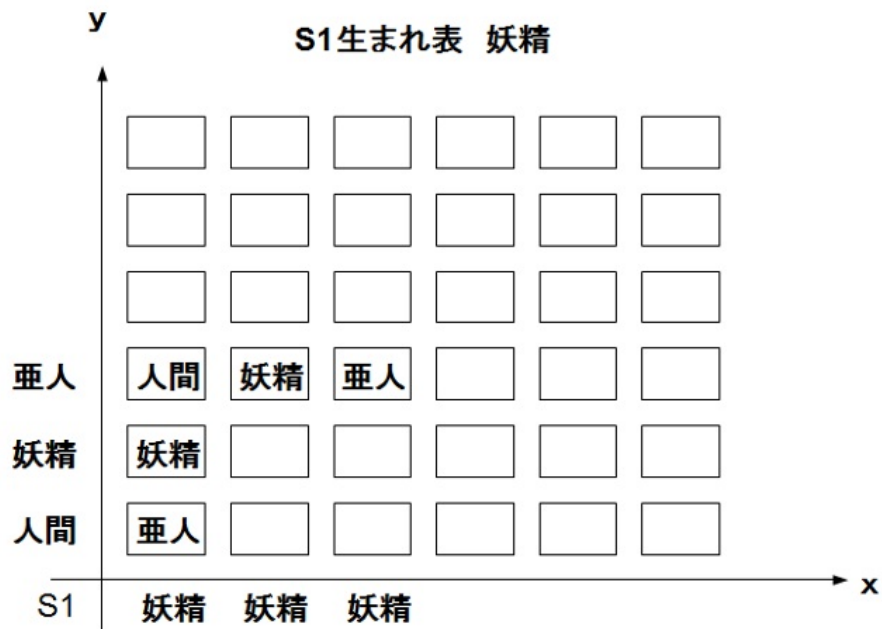 y
S1生まれ表 妖精
亜人 人間 妖精 亜人
妖精 妖精
人間 亜人
x
S1 妖精 妖精 妖精